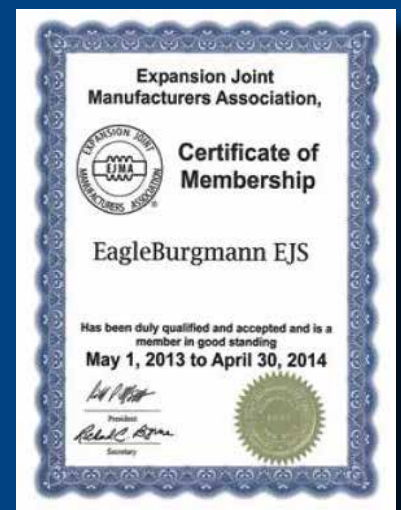 Expansion Joint
Manufacturers Association,
EXPANSION JOINT
EJMA
MANUFACTURERS ASSOCIATION
®
Certificate of
Membership
EagleBurgmann EJS
Has been duly qualified and accepted and is a
member in good standing
May 1, 2013 to April 30, 2014
President
Secretary